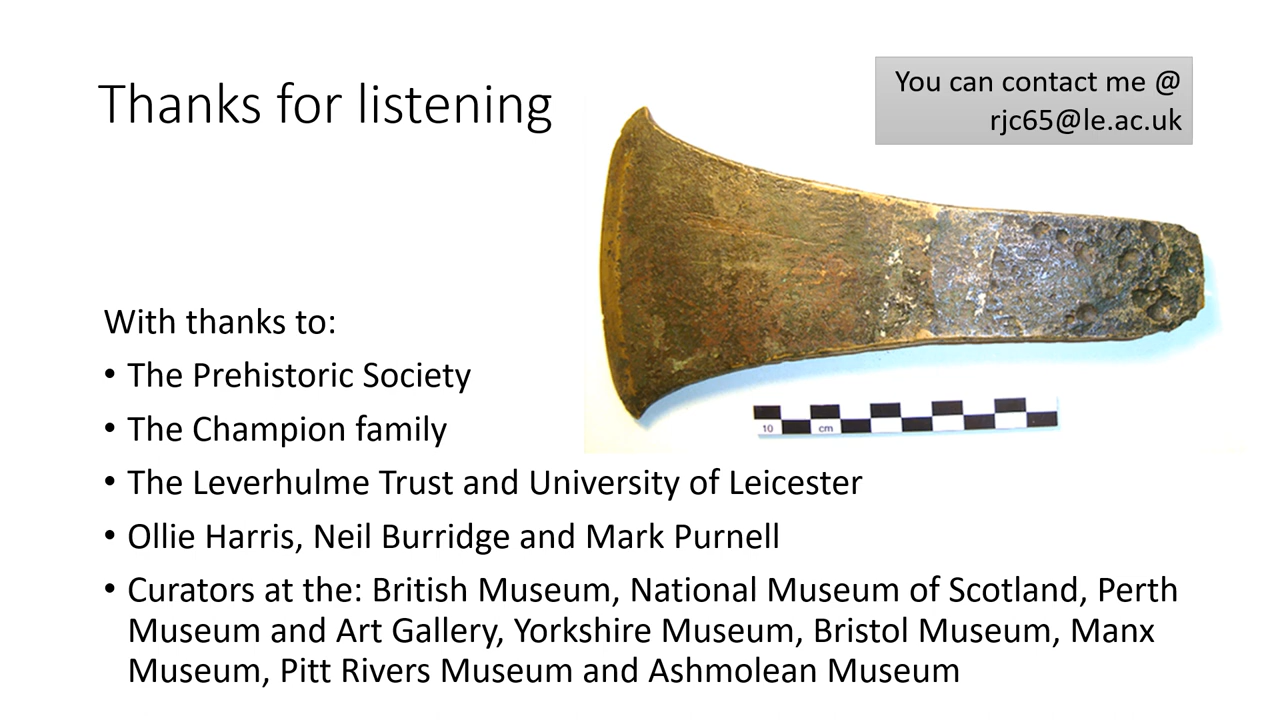 Thanks for listening
You can contact me @
rjc65@le.ac.uk
10 cm
With thanks to:
• The Prehistoric Society
• The Champion family
• The Leverhulme Trust and University of Leicester
• Ollie Harris, Neil Burridge and Mark Purnell
• Curators at the: British Museum, National Museum of Scotland, Perth
Museum and Art Gallery, Yorkshire Museum, Bristol Museum, Manx
Museum, Pitt Rivers Museum and Ashmolean Museum